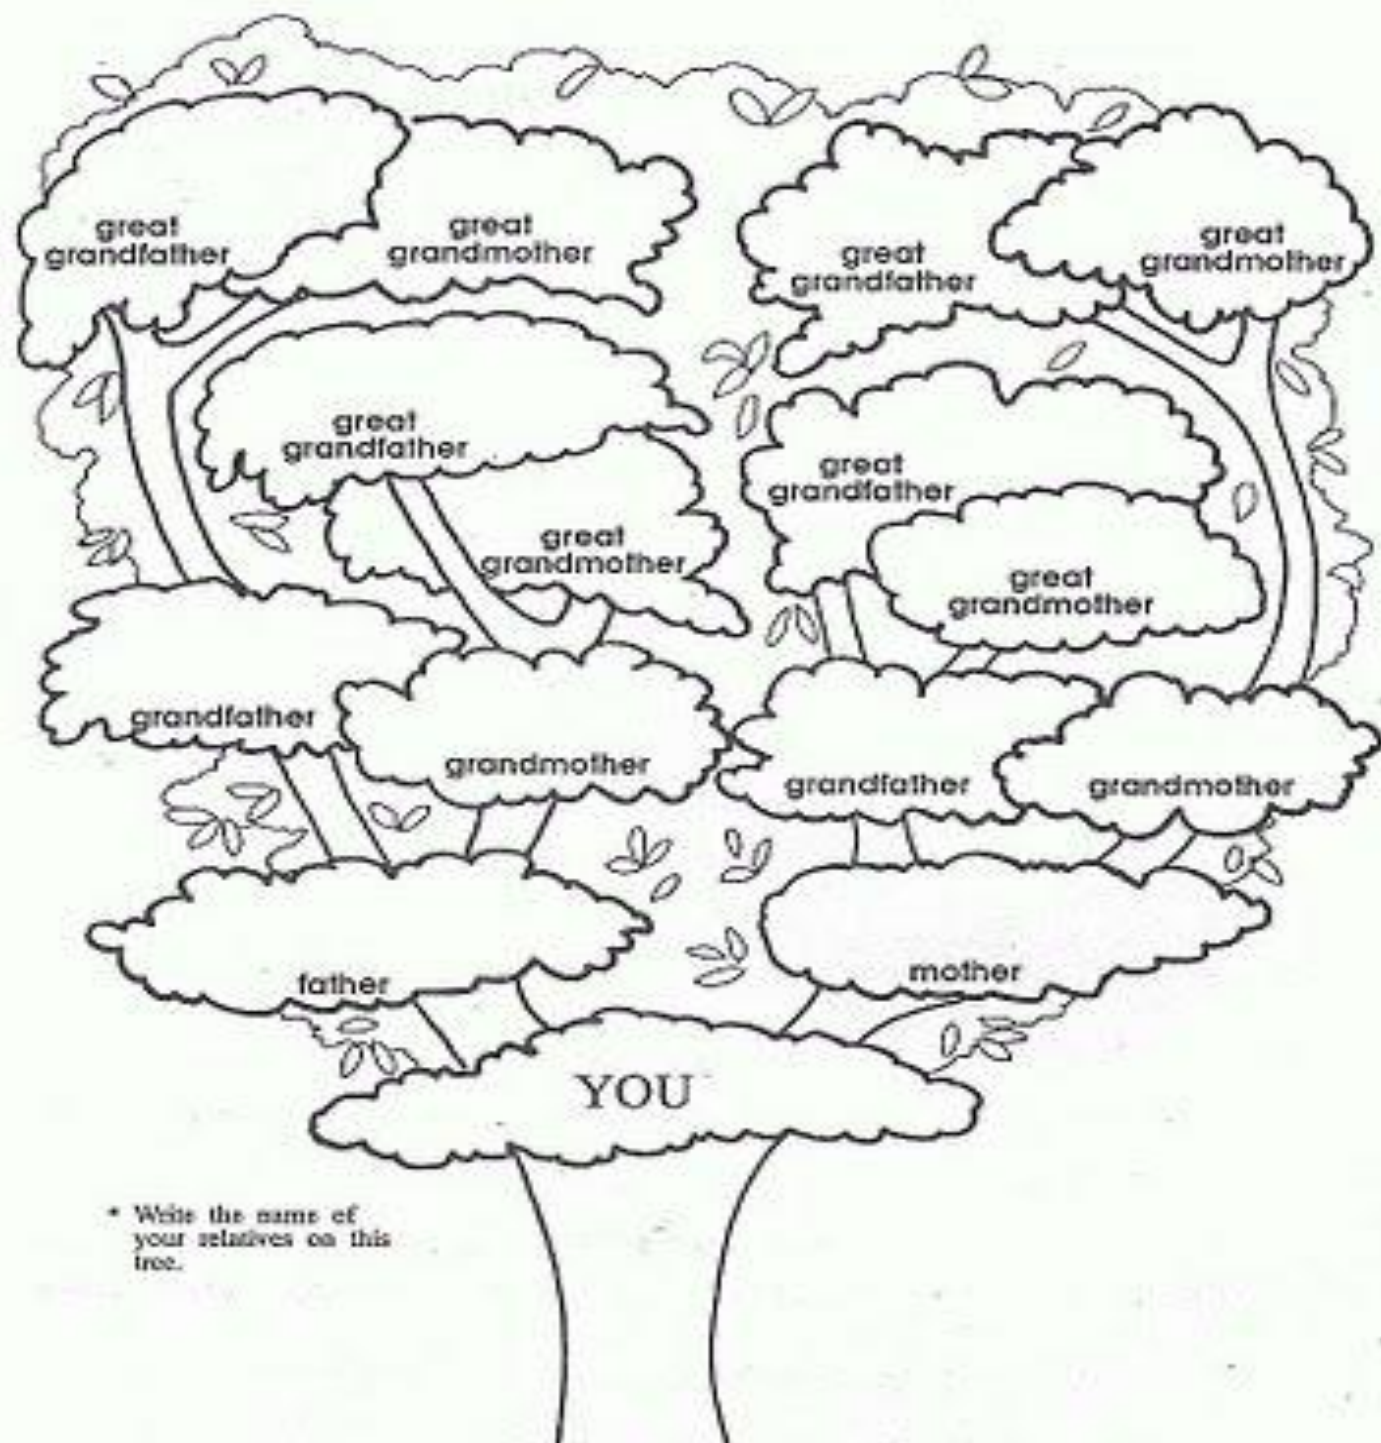 great
grandfather
great
grandmother
great
grandfather
great
grandmother
great
grandfather
great
grandmother
great
grandfather
great
grandmother
grandfather
grandmother
grandfather
grandmother
father
mother
YOU
* Write the name of
your relatives on this
tree.